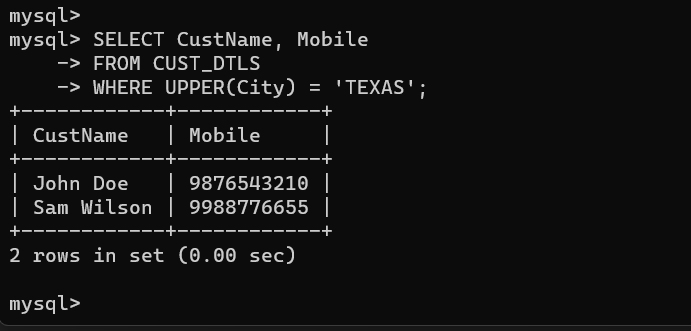 mysql>
mysql> SELECT CustName, Mobile
    -> FROM CUST_DTLS
    -> WHERE UPPER(City) = 'TEXAS';
+------------+------------+
| CustName   | Mobile     |
+------------+------------+
| John Doe   | 9876543210 |
| Sam Wilson | 9988776655 |
+------------+------------+
2 rows in set (0.00 sec)

mysql>